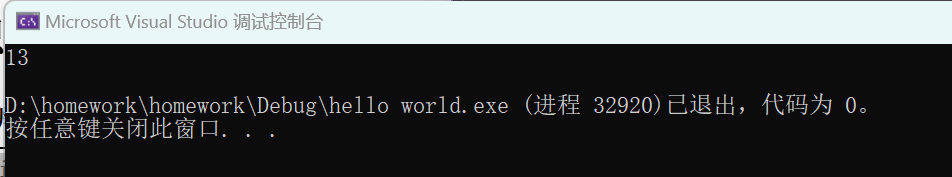 Microsoft Visual Studio 调试控制台
13
D:\homework\homework\Debug\hello world.exe (进程 32920)已退出，代码为 0。
按任意键关闭此窗口. . .